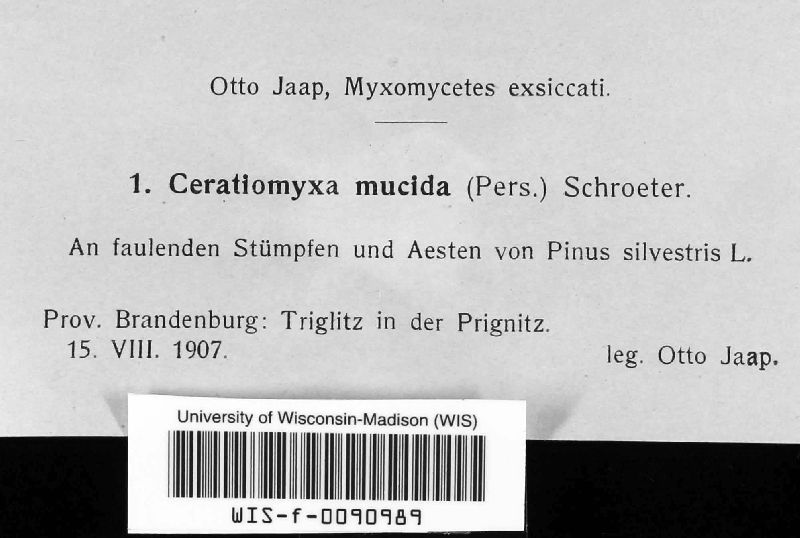 Otto Jaap, Myxomycetes exsiccati.
1. Ceratiomyxa mucida (Pers.) Schroeter.
An faulenden Stümpfen und Aesten von Pinus silvestris L.
Prov. Brandenburg: Triglitz in der Prignitz.
15. VIII. 1907.
leg. Otto Jaap.
University of Wisconsin-Madison (WIS)
WIS-f-0090989